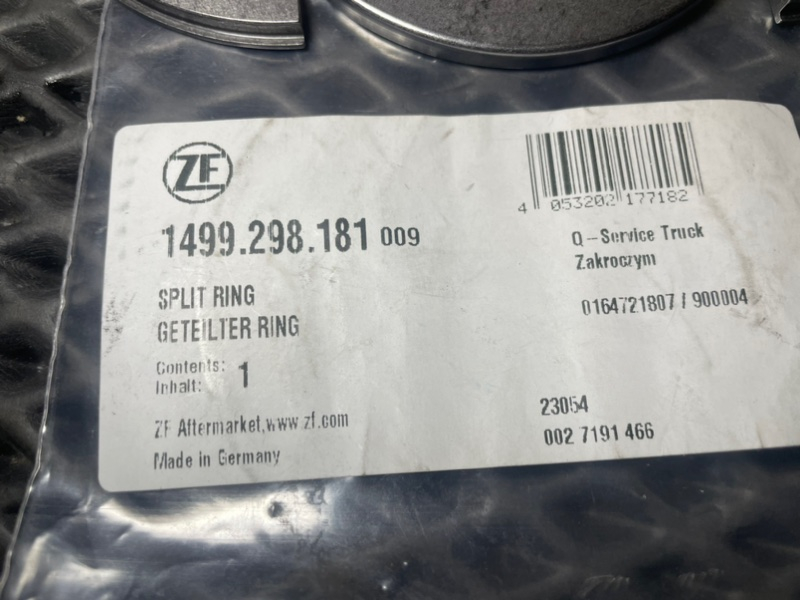 ZF
1499.298.181 009
SPLIT RING
GETEILTER RING
Contents:
Inhalt: 1
ZF Aftermarket,www.zf.com
Made in Germany
4 053202 177182
Q-Service Truck
Zakroczym
0164721807 / 900004
23054
002 7191 466